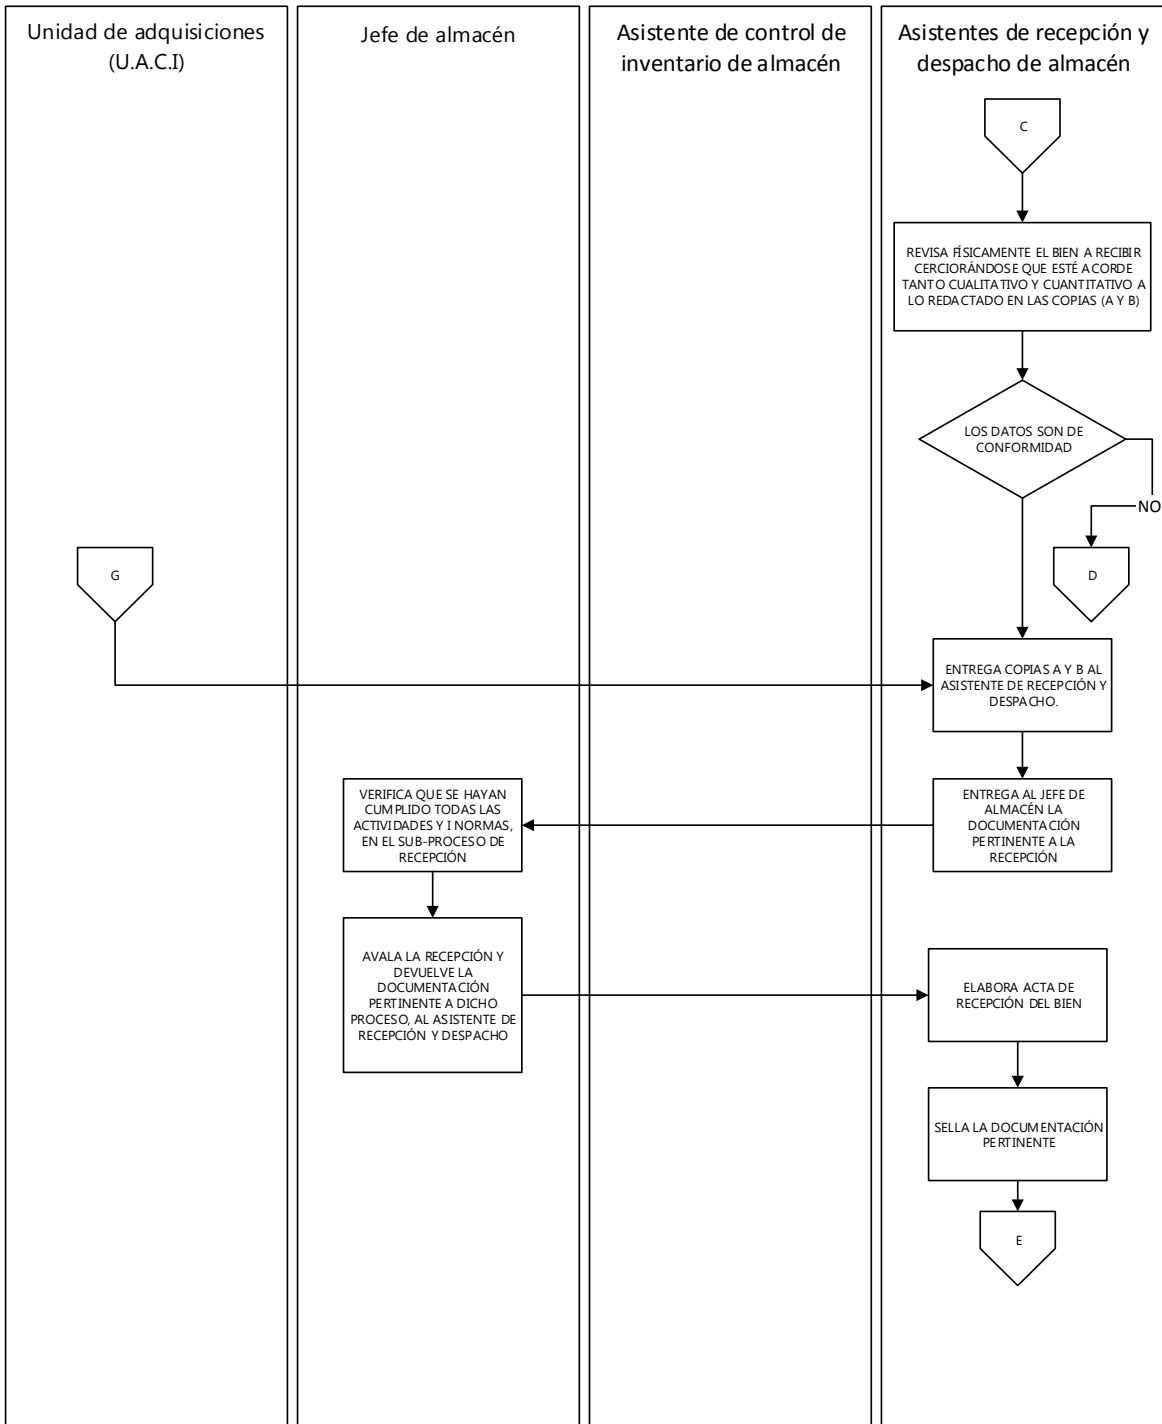 Unidad de adquisiciones
(U.A.C.I)
Jefe de almacén
Asistente de control de
inventario de almacén
Asistentes de recepción y
despacho de almacén
C
REVISA FÍSICAMENTE EL BIEN A RECIBIR
CERCIORÁNDOSE QUE ESTÉ ACORDE
TANTO CUALITATIVO Y CUANTITATIVO A
LO REDACTADO EN LAS COPIAS (A Y B)
LOS DATOS SON DE
CONFORMIDAD
NO
G
D
ENTREGA COPIAS A Y B AL
ASISTENTE DE RECEPCIÓN Y
DESPACHO.
VERIFICA QUE SE HAYAN
CUMPLIDO TODAS LAS
ACTIVIDADES Y I NORMAS,
EN EL SUB-PROCESO DE
RECEPCIÓN
ENTREGA AL JEFE DE
ALMACÉN LA
DOCUMENTACIÓN
PERTINENTE A LA
RECEPCIÓN
AVALA LA RECEPCIÓN Y
DEVUELVE LA
DOCUMENTACIÓN
PERTINENTE A DICHO
PROCESO, AL ASISTENTE DE
RECEPCIÓN Y DESPACHO
ELABORA ACTA DE
RECEPCIÓN DEL BIEN
SELLA LA DOCUMENTACIÓN
PERTINENTE
E